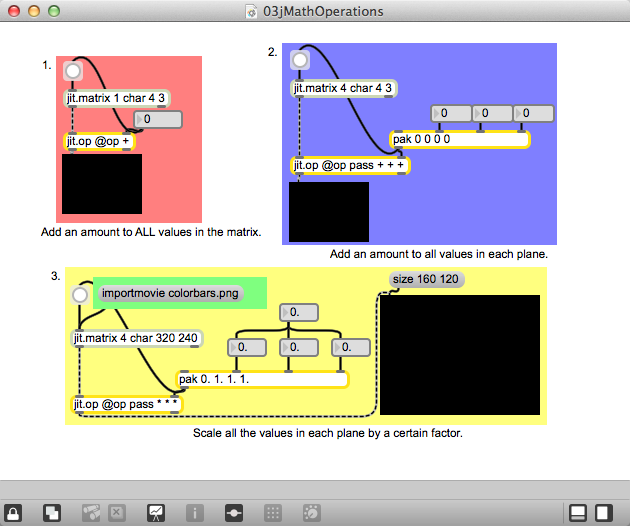 03jMathOperations
1.
jit.matrix 1 char 4 3
0
jit.op @op +
Add an amount to ALL values in the matrix.
2.
jit.matrix 4 char 4 3
0 0 0
pak 0 0 0 0
jit.op @op pass + + +
Add an amount to all values in each plane.
3.
importmovie colorbars.png
size 160 120
0.
jit.matrix 4 char 320 240
0. 0. 0.
pak 0. 1. 1. 1.
jit.op @op pass * * *
Scale all the values in each plane by a certain factor.